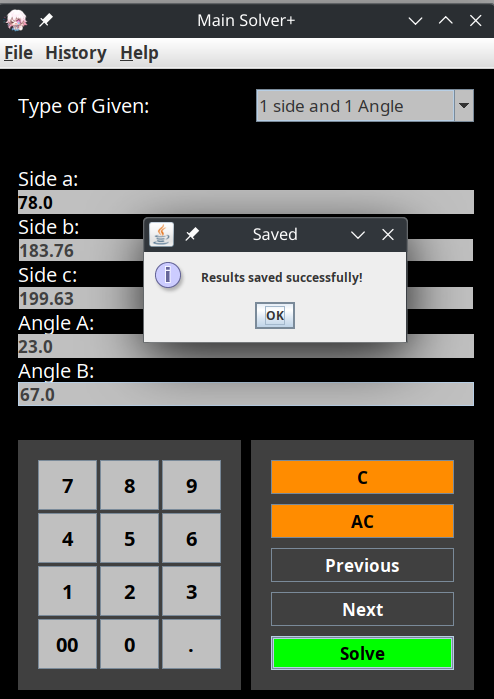 Main Solver+
File History Help
Type of Given: 1 side and 1 Angle
Side a:
78.0
Side b:
183.76
Side c:
199.63
Angle A:
23.0
Angle B:
67.0
Saved
Results saved successfully!
OK
7 8 9
4 5 6
1 2 3
00 0 .
C
AC
Previous
Next
Solve